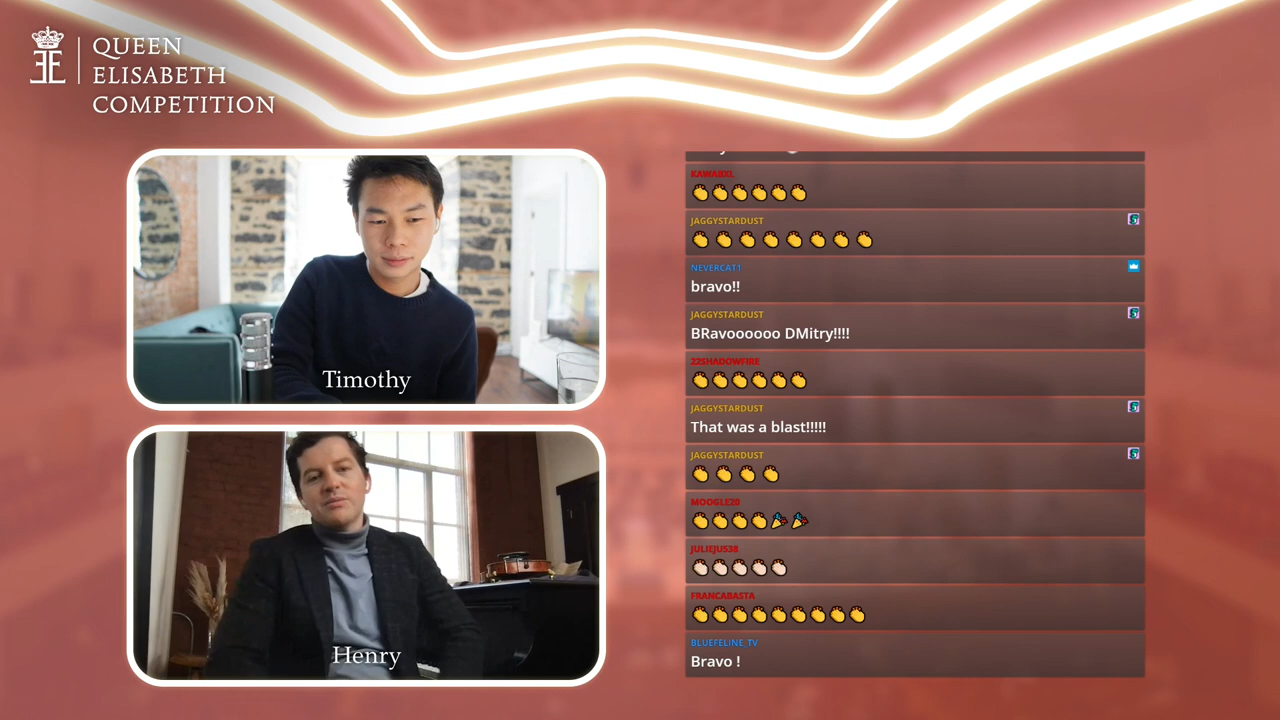 QUEEN
ELISABETH
COMPETITION
Timothy
Henry
KAWAIIXL
👏👏👏👏👏👏
JAGGYSTARDUST
👏👏👏👏👏👏👏👏
NEVERCAT1
bravo!!
JAGGYSTARDUST
BRavoooooo DMitry!!!!
22SHADOWFIRE
👏👏👏👏👏👏
JAGGYSTARDUST
That was a blast!!!!!
JAGGYSTARDUST
👏👏👏👏
MOOGLE20
👏👏👏👏🎉🎉
JULIEJUS38
👏🏻👏🏻👏🏻👏🏻👏🏻
FRANCABASTA
👏👏👏👏👏👏👏👏👏
BLUEFELINE_TV
Bravo !